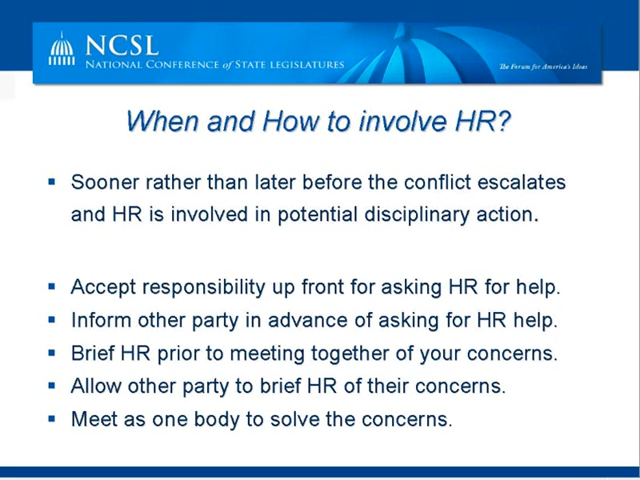 NCSL
NATIONAL CONFERENCE of STATE LEGISLATURES
The Forum for America's Ideas
When and How to involve HR?
▪ Sooner rather than later before the conflict escalates
and HR is involved in potential disciplinary action.
▪ Accept responsibility up front for asking HR for help.
▪ Inform other party in advance of asking for HR help.
▪ Brief HR prior to meeting together of your concerns.
▪ Allow other party to brief HR of their concerns.
▪ Meet as one body to solve the concerns.